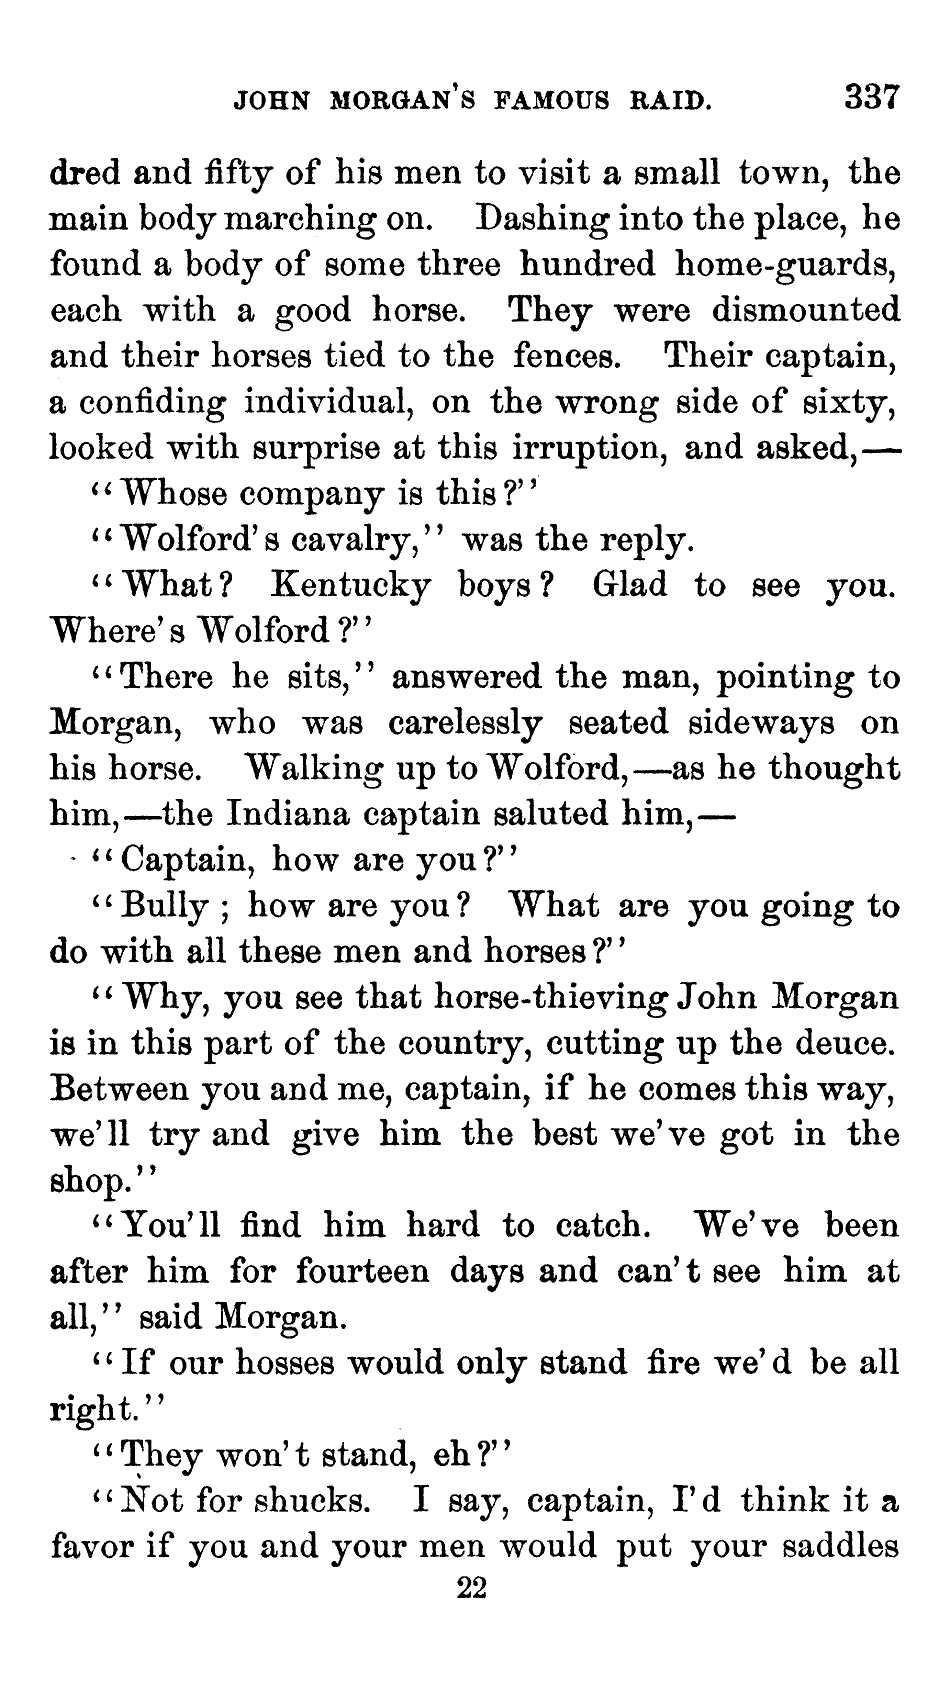 JOHN MORGAN'S FAMOUS RAID. 337
dred and fifty of his men to visit a small town, the
main body marching on. Dashing into the place, he
found a body of some three hundred home-guards,
each with a good horse. They were dismounted
and their horses tied to the fences. Their captain,
a confiding individual, on the wrong side of sixty,
looked with surprise at this irruption, and asked,—
"Whose company is this?"
"Wolford's cavalry," was the reply.
"What? Kentucky boys? Glad to see you.
Where's Wolford?"
"There he sits," answered the man, pointing to
Morgan, who was carelessly seated sideways on
his horse. Walking up to Wolford,—as he thought
him,—the Indiana captain saluted him,—
"Captain, how are you?"
"Bully; how are you? What are you going to
do with all these men and horses?"
"Why, you see that horse-thieving John Morgan
is in this part of the country, cutting up the deuce.
Between you and me, captain, if he comes this way,
we'll try and give him the best we've got in the
shop."
"You'll find him hard to catch. We've been
after him for fourteen days and can't see him at
all," said Morgan.
"If our hosses would only stand fire we'd be all
right."
"They won't stand, eh?"
"Not for shucks. I say, captain, I'd think it a
favor if you and your men would put your saddles
22